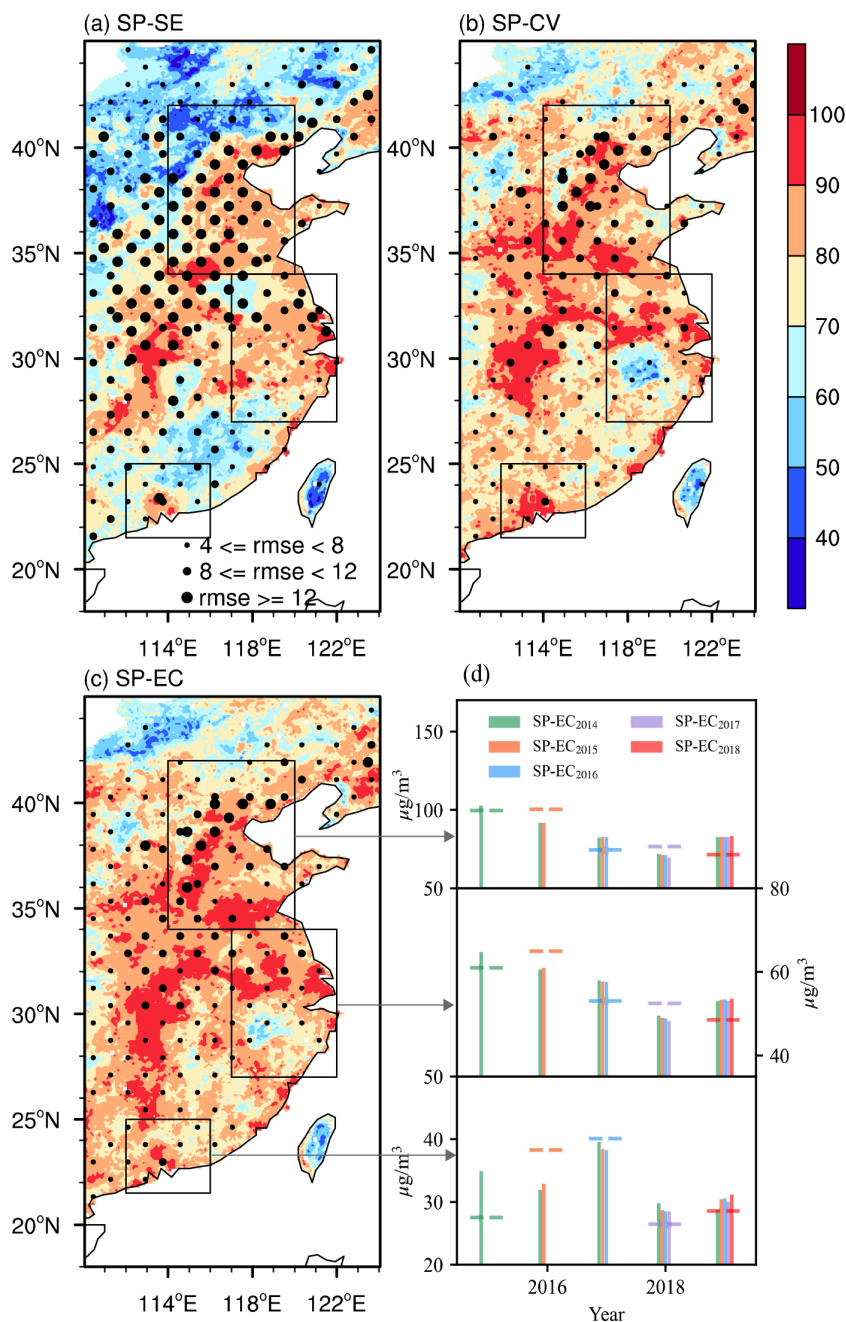 (a) SP-SE
(b) SP-CV
40°N
35°N
30°N
25°N
20°N
4 <= rmse < 8
8 <= rmse < 12
rmse >= 12
114°E
118°E
122°E
114°E
118°E
122°E
100
90
80
70
60
50
40
(c) SP-EC
(d)
40°N
35°N
30°N
25°N
20°N
114°E
118°E
122°E
SP-EC2014
SP-EC2015
SP-EC2016
SP-EC2017
SP-EC2018
150
100
50
μg/m³
80
60
40
μg/m³
50
40
30
20
μg/m³
2016
2018
Year